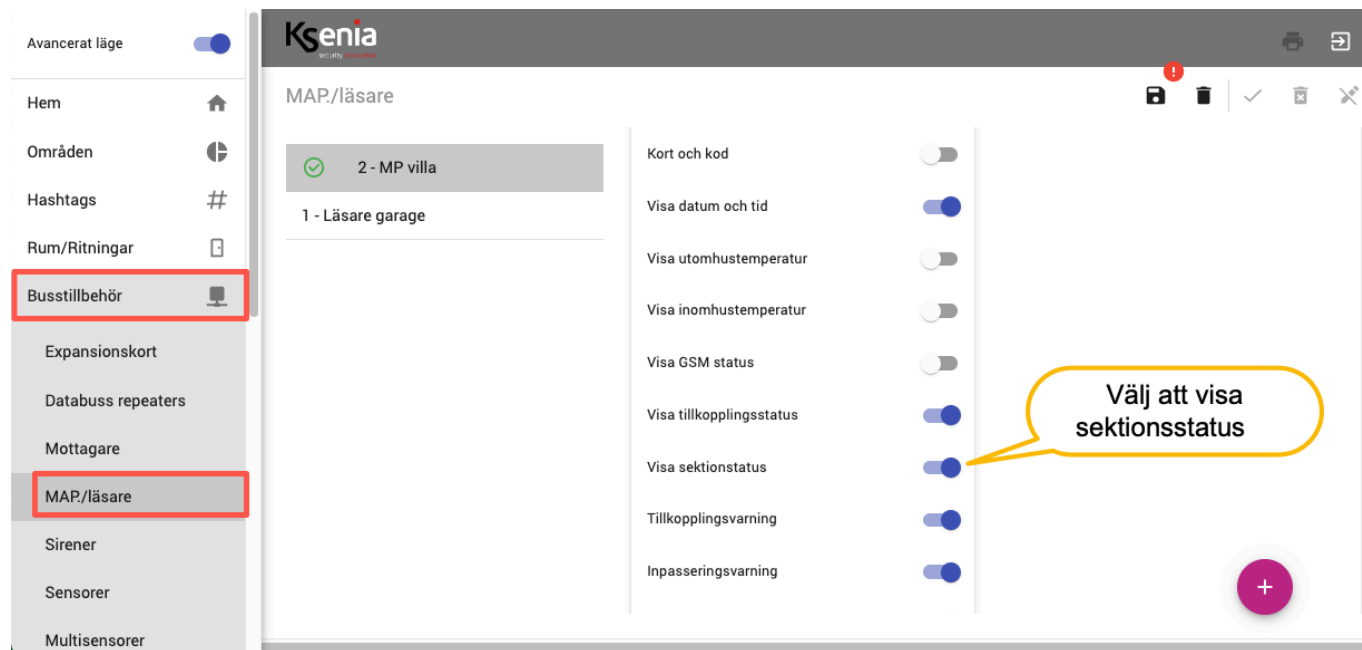 Avancerat läge
Hem
Områden
Hashtags
Rum/Ritningar
Busstillbehör
Expansionskort
Databuss repeaters
Mottagare
MAP./läsare
Sirener
Sensorer
Multisensorer
Ksenia
security
MAP./läsare
2 - MP villa
1 - Läsare garage
Kort och kod
Visa datum och tid
Visa utomhustemperatur
Visa inomhustemperatur
Visa GSM status
Visa tillkopplingsstatus
Visa sektionstatus
Tillkopplingsvarning
Inpasseringsvarning
Välj att visa
sektionsstatus